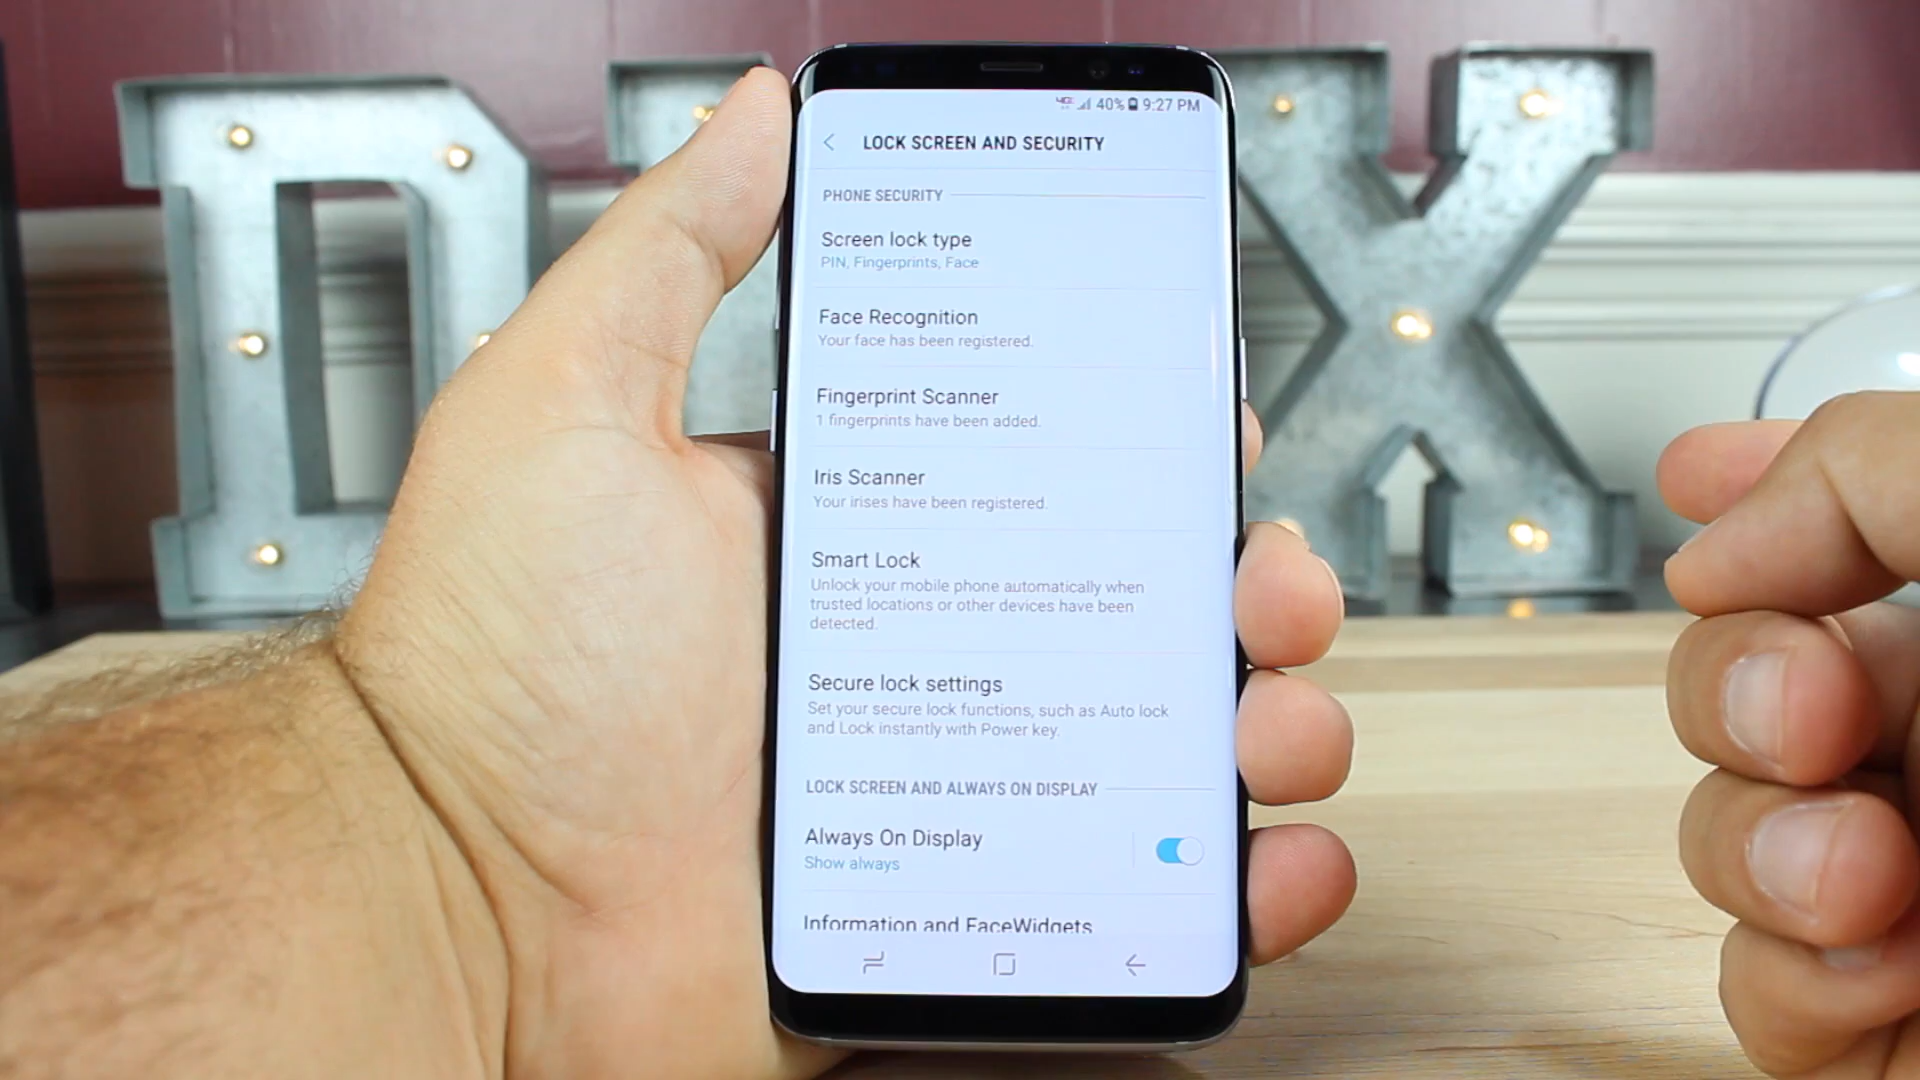 40% 9:27 PM
LOCK SCREEN AND SECURITY
PHONE SECURITY
Screen lock type
PIN, Fingerprints, Face
Face Recognition
Your face has been registered.
Fingerprint Scanner
1 fingerprints have been added.
Iris Scanner
Your irises have been registered.
Smart Lock
Unlock your mobile phone automatically when
trusted locations or other devices have been
detected.
Secure lock settings
Set your secure lock functions, such as Auto lock
and Lock instantly with Power key.
LOCK SCREEN AND ALWAYS ON DISPLAY
Always On Display
Show always
Information and FaceWidgets
D
X